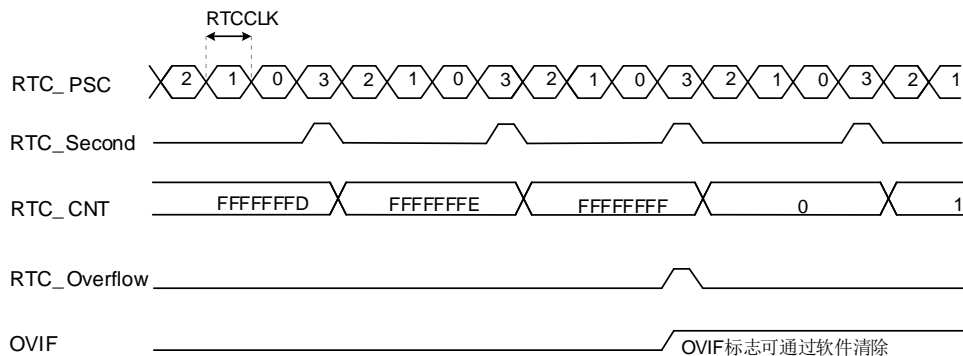 RTCCLK
RTC_PSC 2 1 0 3 2 1 0 3 2 1 0 3 2 1 0 3 2 1
RTC_Second
RTC_CNT FFFFFFFD FFFFFFFE FFFFFFFF 0 1
RTC_Overflow
OVIF OVIF标志可通过软件清除